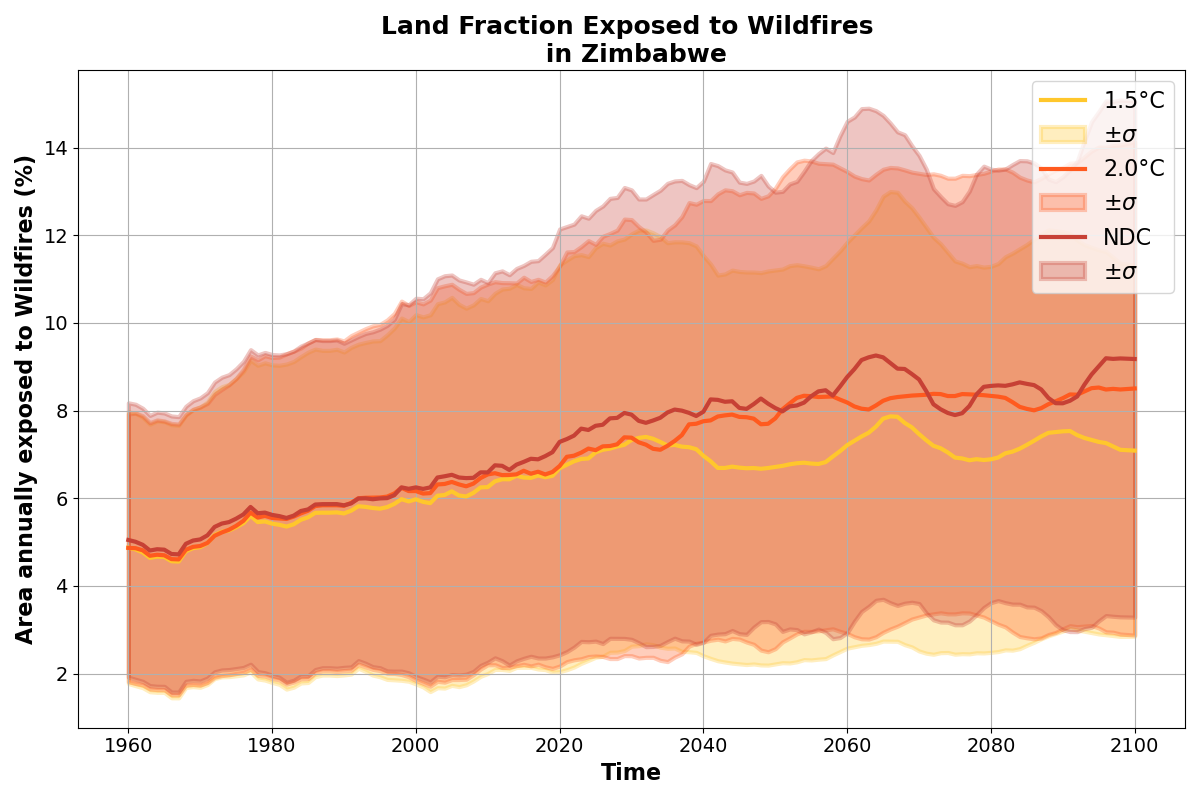 Land Fraction Exposed to Wildfires
in Zimbabwe
Area annually exposed to Wildfires (%)
14
12
10
8
6
4
2
1960
1980
2000
2020
2040
2060
2080
2100
Time
1.5°C
±σ
2.0°C
±σ
NDC
±σ